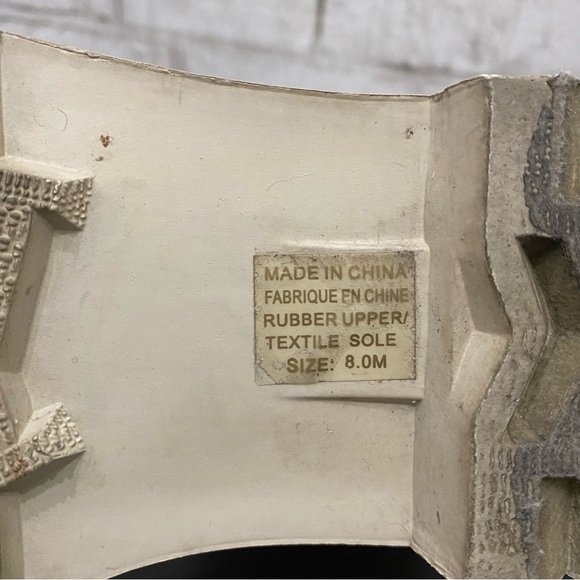 MADE IN CHINA
FABRIQUE EN CHINE
RUBBER UPPER/
TEXTILE SOLE
SIZE: 8.0M